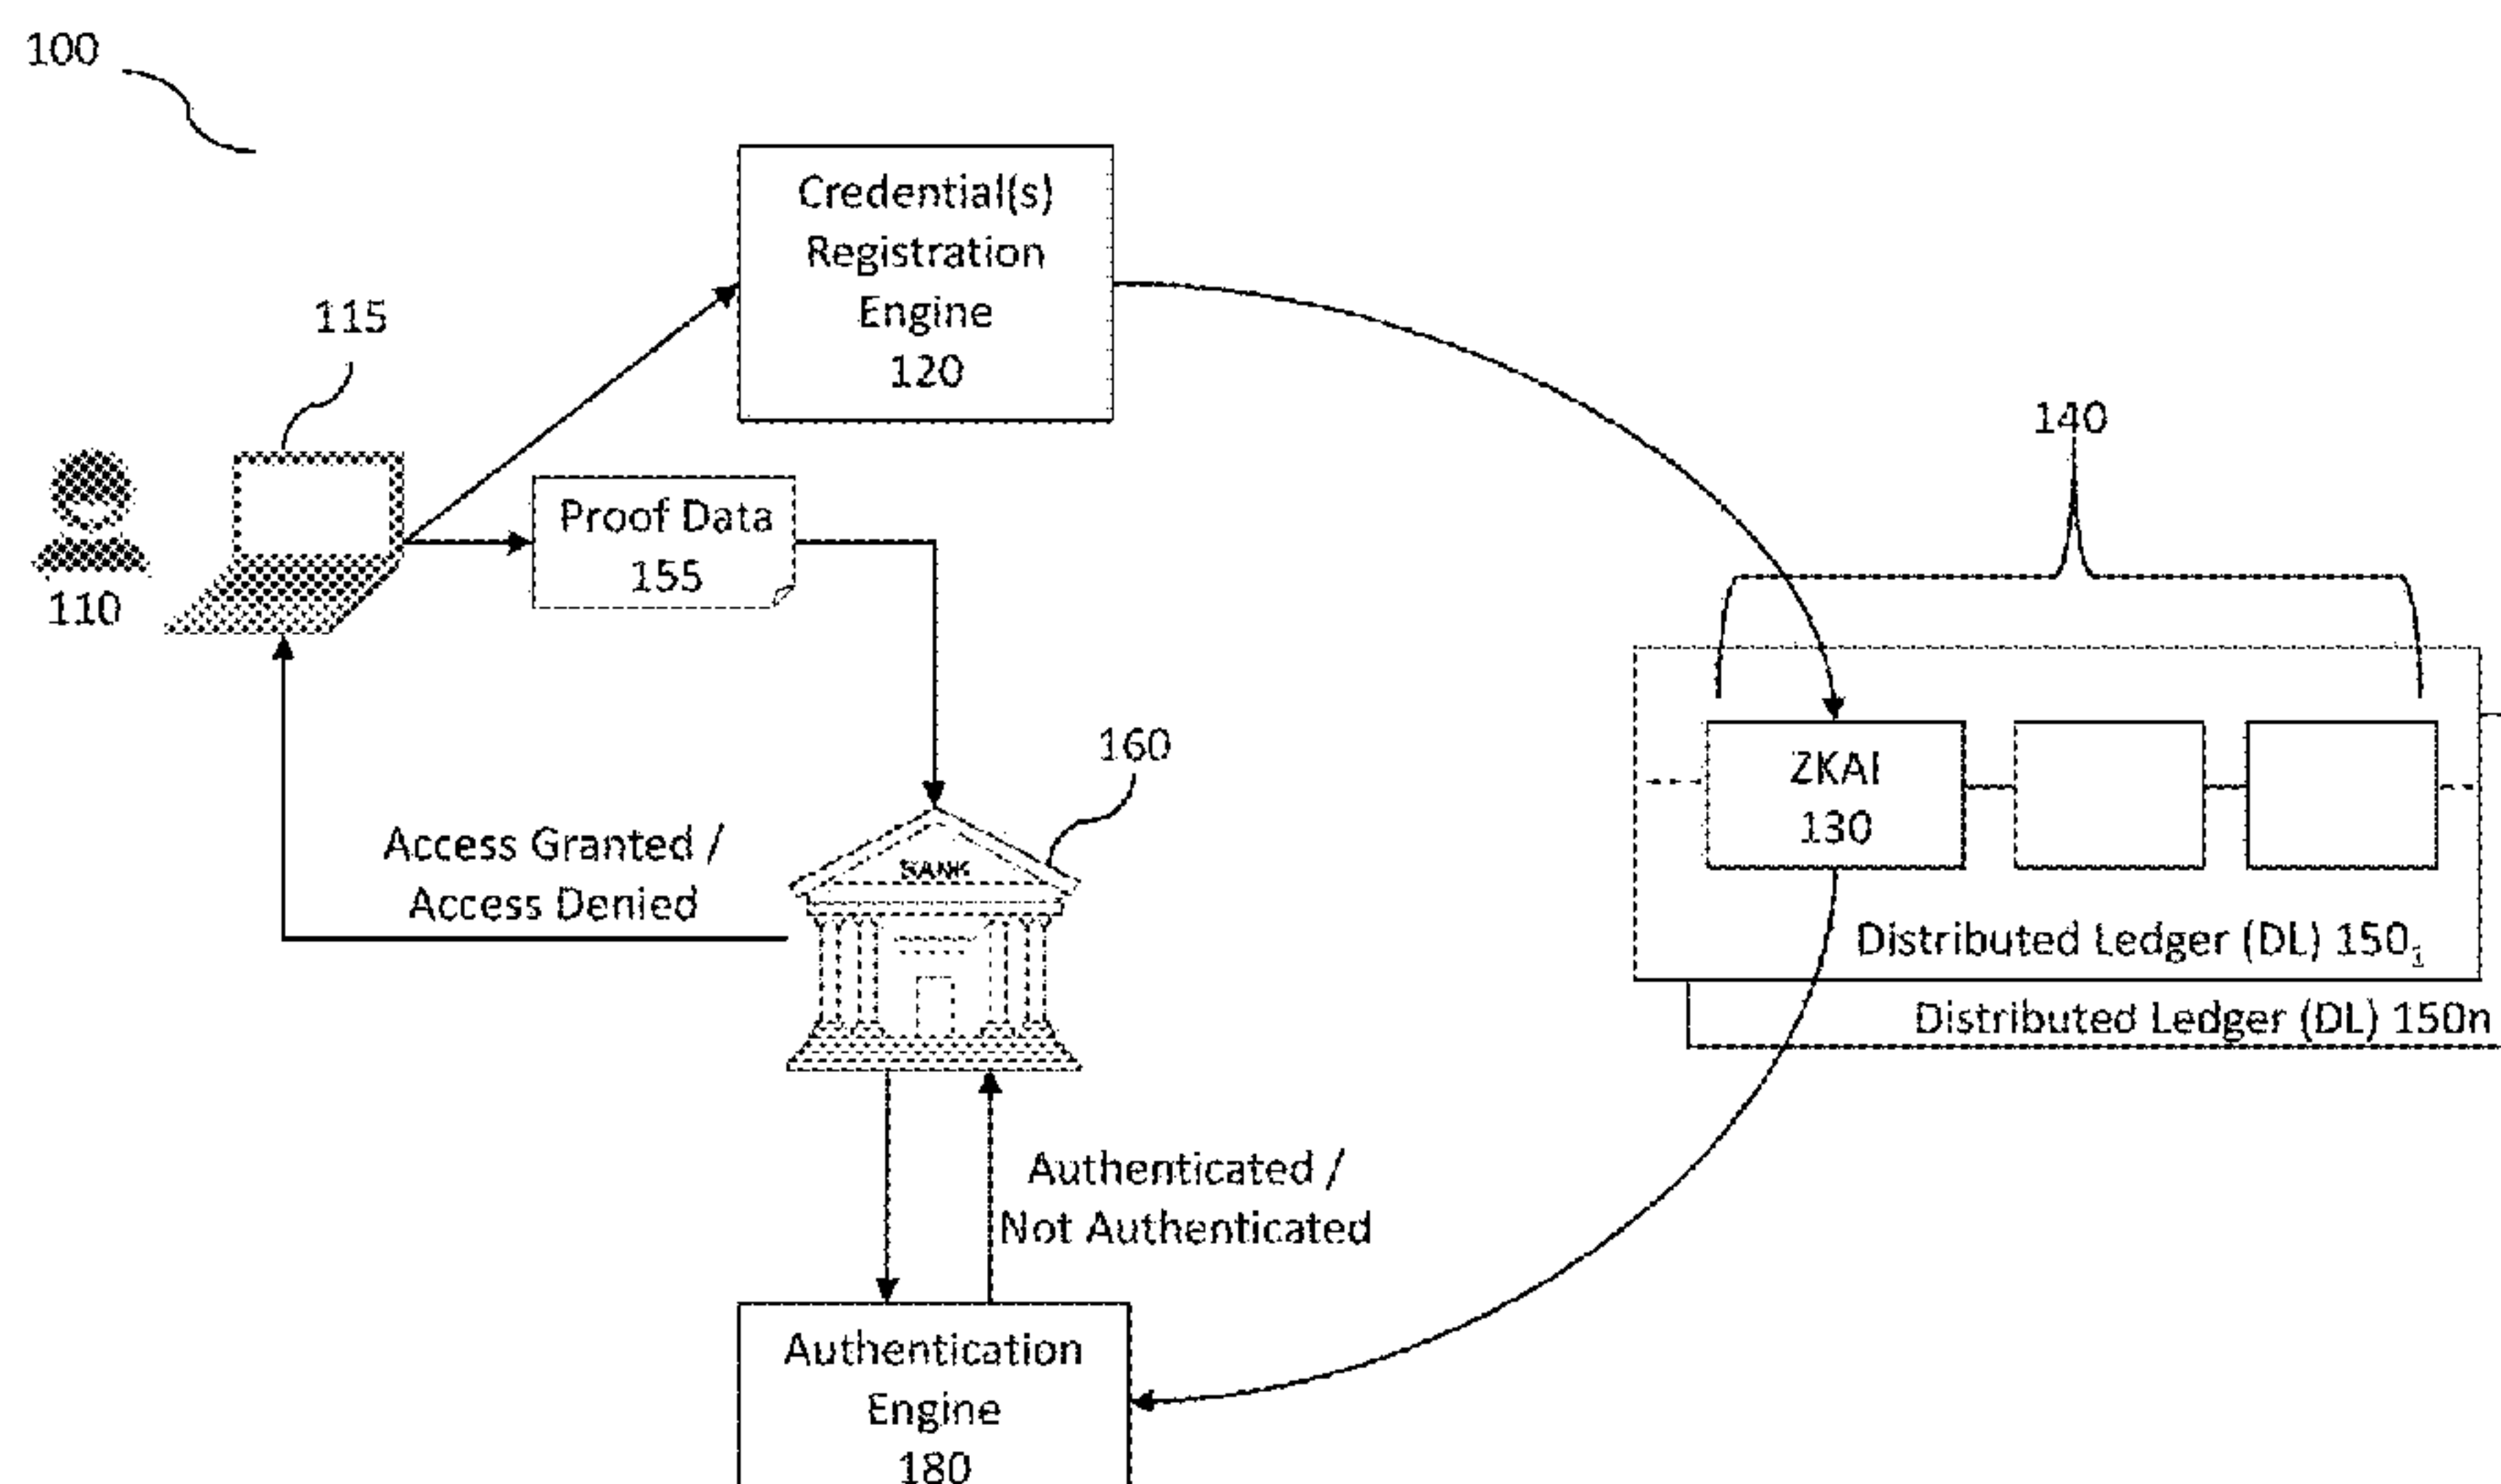 100
Credential(s)
Registration
Engine
120
115
140
Proof Data
155
110
160
ZKAI
130
Access Granted /
Access Denied
BANK
Distributed Ledger (DL) 150₁
Distributed Ledger (DL) 150n
Authenticated /
Not Authenticated
Authentication
Engine
180